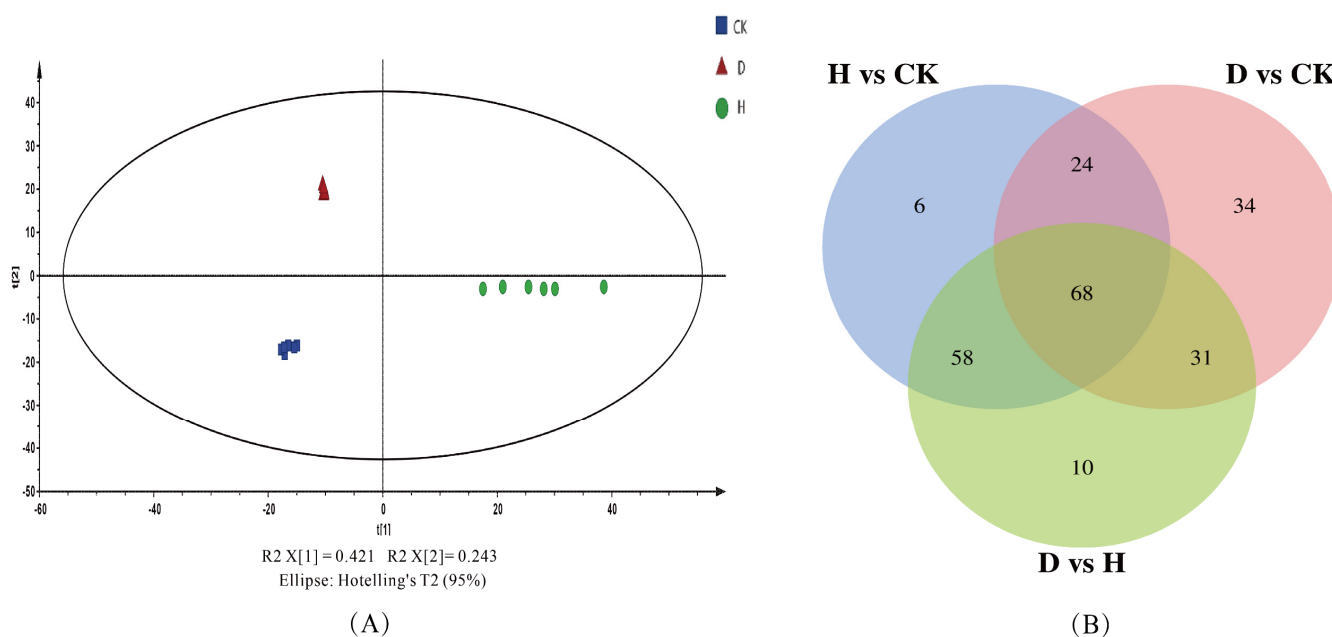 CK
D
H
40
30
20
10
0
-10
-20
-30
-40
-50
t[2]
-60
-40
-20
0
20
40
t[1]
R2 X[1] = 0.421 R2 X[2]= 0.243
Ellipse: Hotelling's T2 (95%)
(A)
H vs CK
D vs CK
24
6
34
68
58
31
10
D vs H
(B)